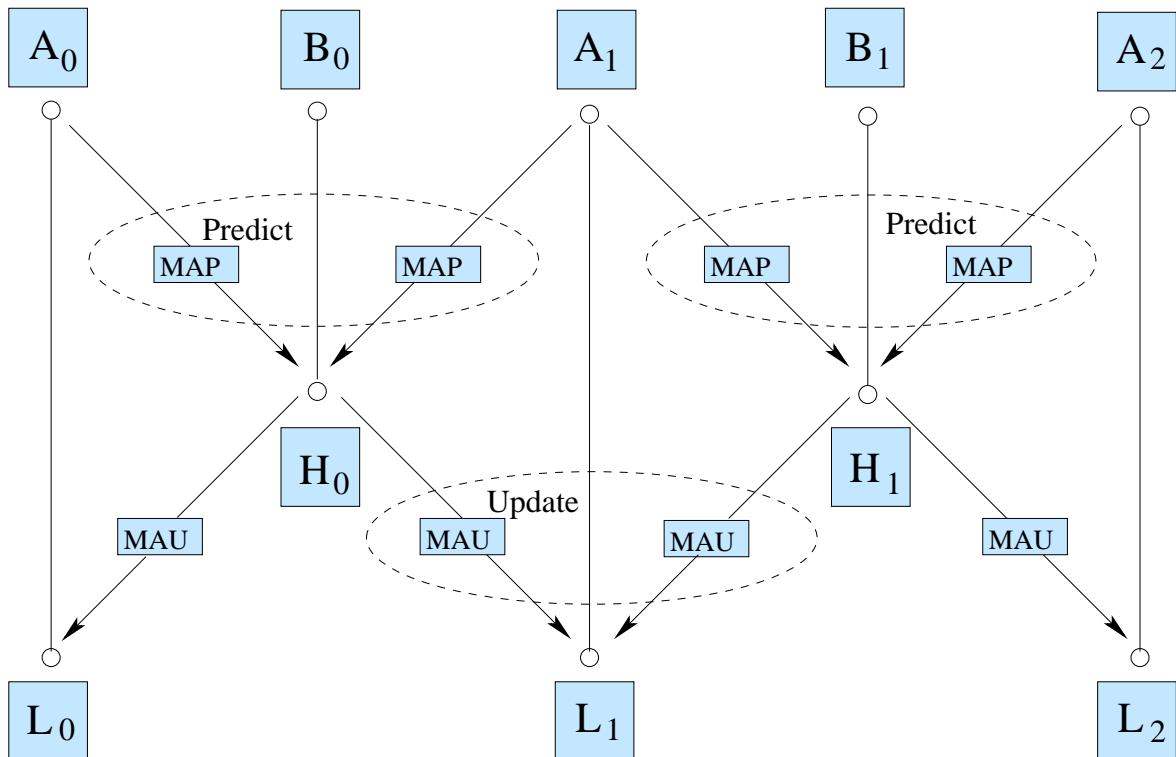 A0 B0 A1 B1 A2
Predict Predict
MAP MAP MAP MAP
H0 H1
Update
MAU MAU MAU MAU
L0 L1 L2